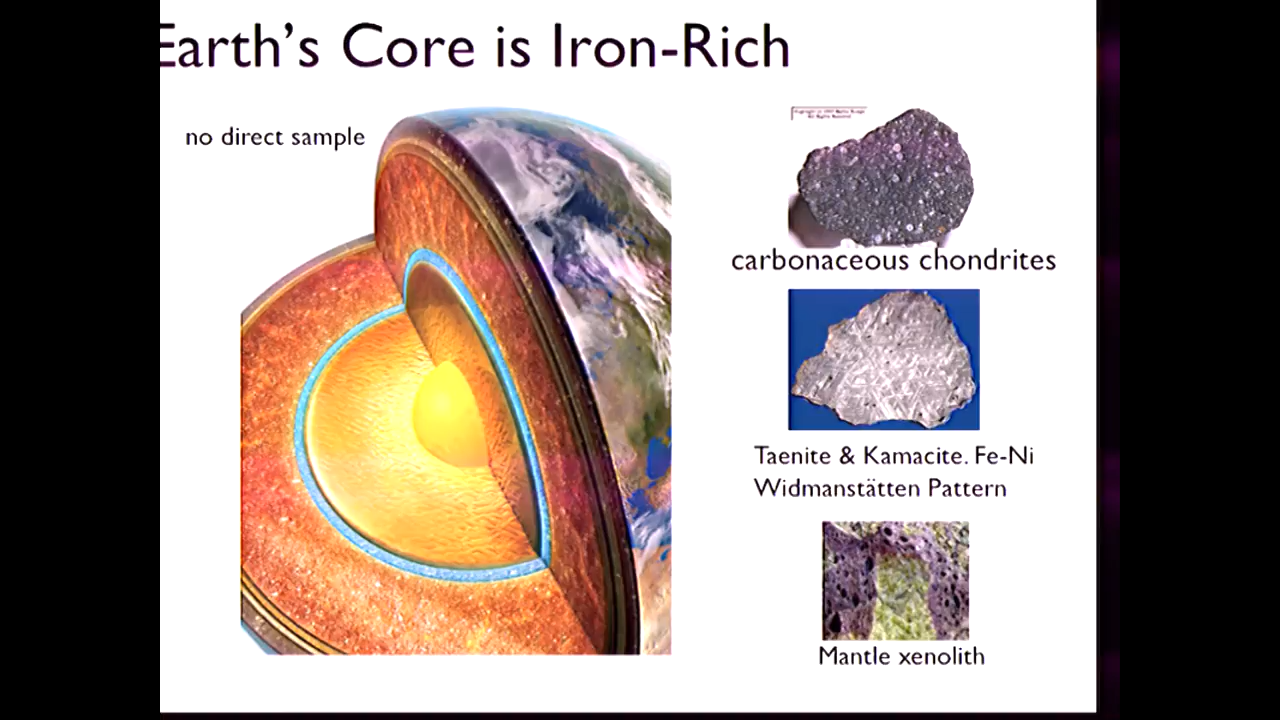 Earth's Core is Iron-Rich
no direct sample
carbonaceous chondrites
Taenite & Kamacite. Fe-Ni
Widmanstätten Pattern
Mantle xenolith